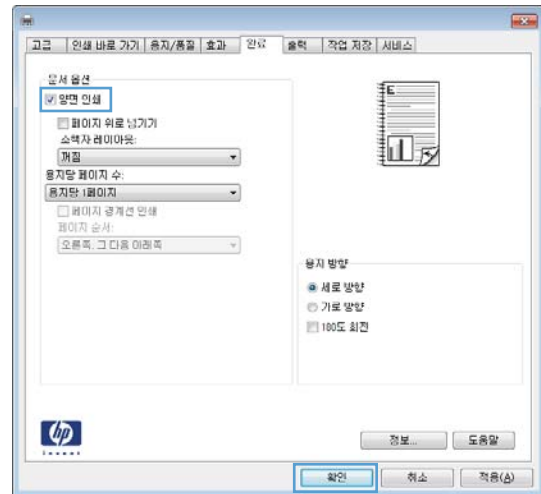 고급 인쇄 바로 가기 용지/품질 효과 완료 출력 작업 저장 서비스
문서 옵션
양면 인쇄
페이지 위로 넘기기
소책자 레이아웃:
꺼짐
용지당 페이지 수:
용지당 1페이지
페이지 경계선 인쇄
페이지 순서:
오른쪽, 그 다음 아래쪽
E
용지 방향
세로 방향
가로 방향
180도 회전
hp
invent
정보... 도움말
확인 취소 적용(A)